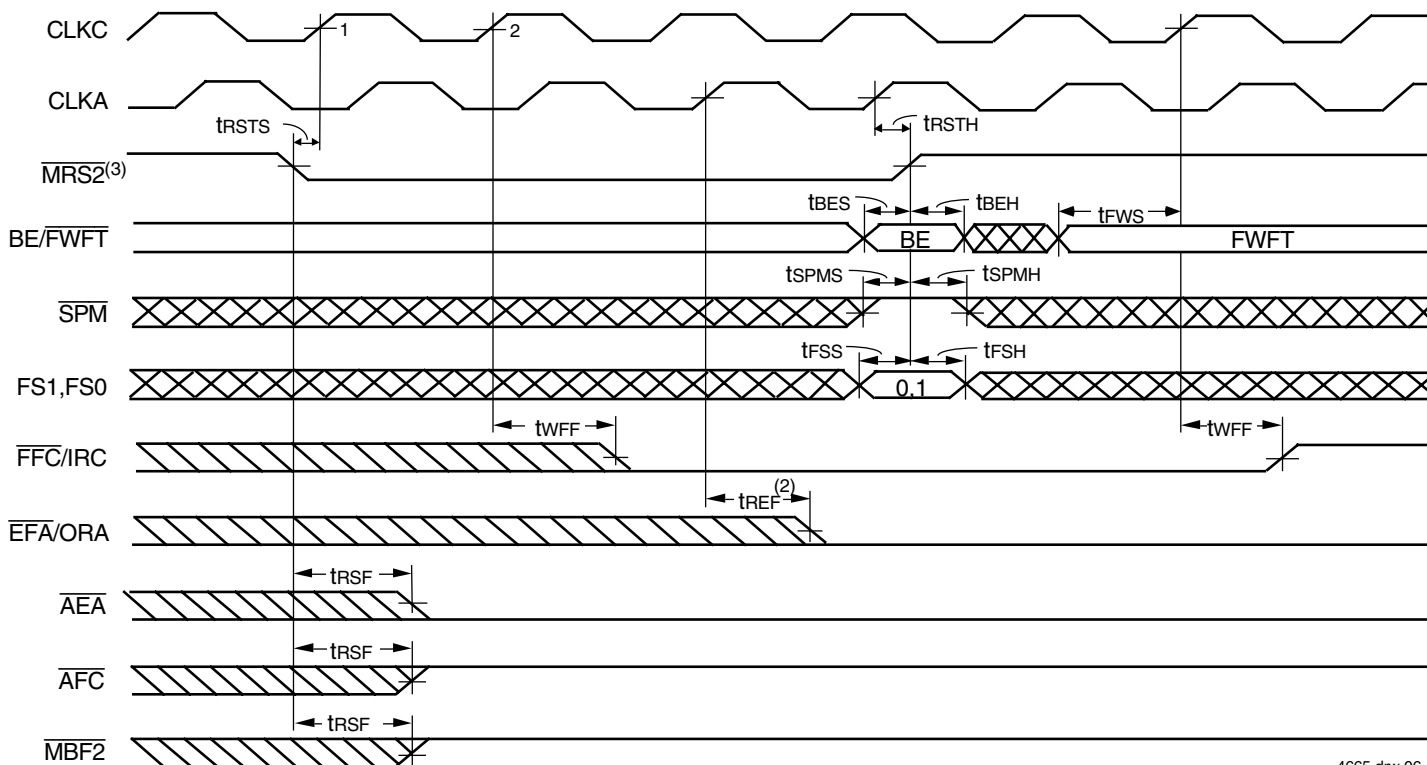 CLKC
1
2
CLKA
tRSTS
tRSTH
MRS2(3)
tBES
tBEH
tFWS
BE/FWFT
BE
FWFT
tSPMS
tSPMH
SPM
tFSS
tFSH
FS1,FS0
0,1
tWFF
tWFF
FFC/IRC
tREF(2)
EFA/ORA
tRSF
AEA
tRSF
AFC
tRSF
MBF2